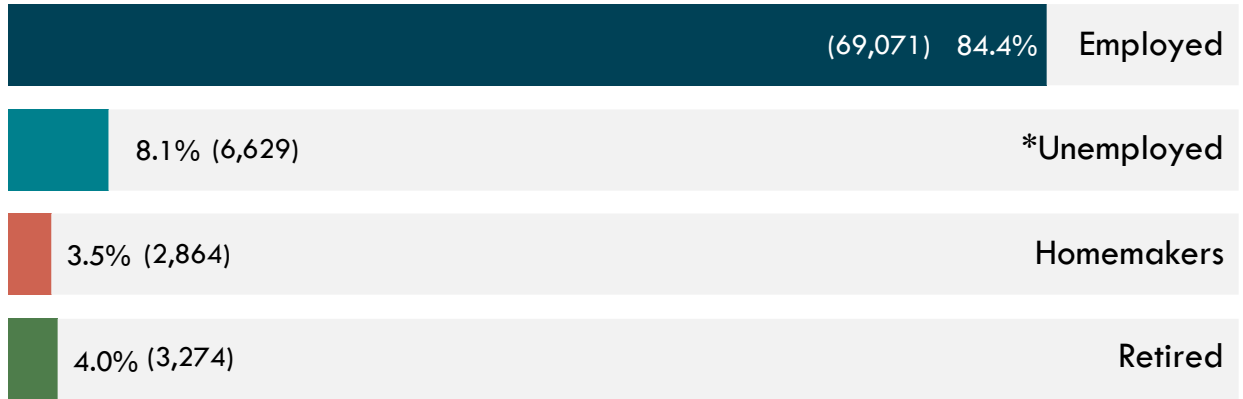 (69,071) 84.4% Employed
8.1% (6,629) *Unemployed
3.5% (2,864) Homemakers
4.0% (3,274) Retired